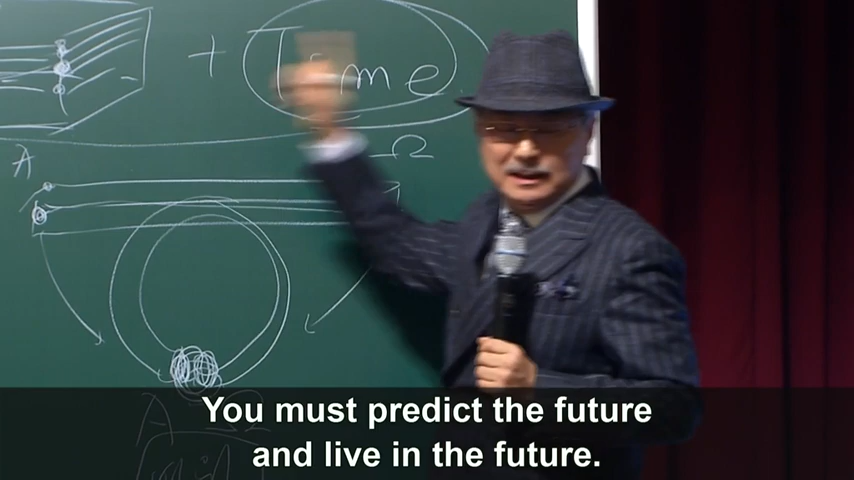 + Time
A Ω
A Ω
You must predict the future
and live in the future.